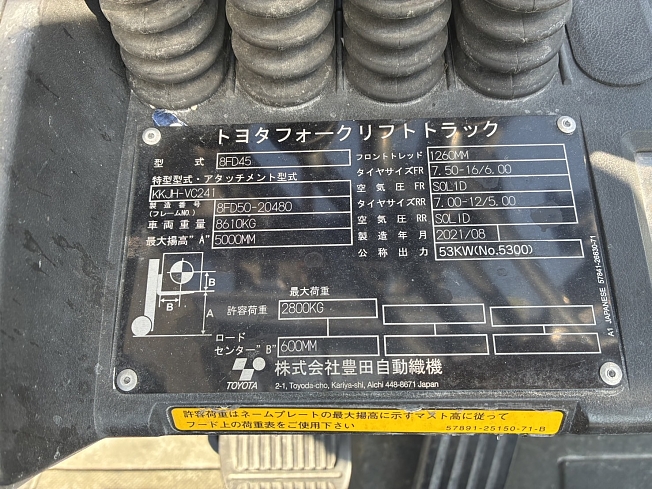 トヨタフォークリフトトラック
型 式 8FD45
特型型式・アタッチメント型式
KKJH-VC241
製造番号 (フレームNO.) 8FD50-20480
車両重量 8610KG
最大揚高"A" 5000MM
フロントトレッド 1260MM
タイヤサイズFR 7.50-16/6.00
空気圧FR SOLID
タイヤサイズRR 7.00-12/5.00
空気圧RR SOLID
製造年月 2021/08
公称出力 53KW(No.5300)
B
B
A
最大荷重
許容荷重 2800KG
ロード
センター"B" 600MM
TOYOTA
株式会社豊田自動織機
2-1, Toyoda-cho, Kariya-shi, Aichi 448-8671 Japan
A1 JAPANESE 57841-26630-71
許容荷重はネームプレートの最大揚高に示すマスト高に従って
フード上の荷重表をご使用下さい
57891-25150-71-B